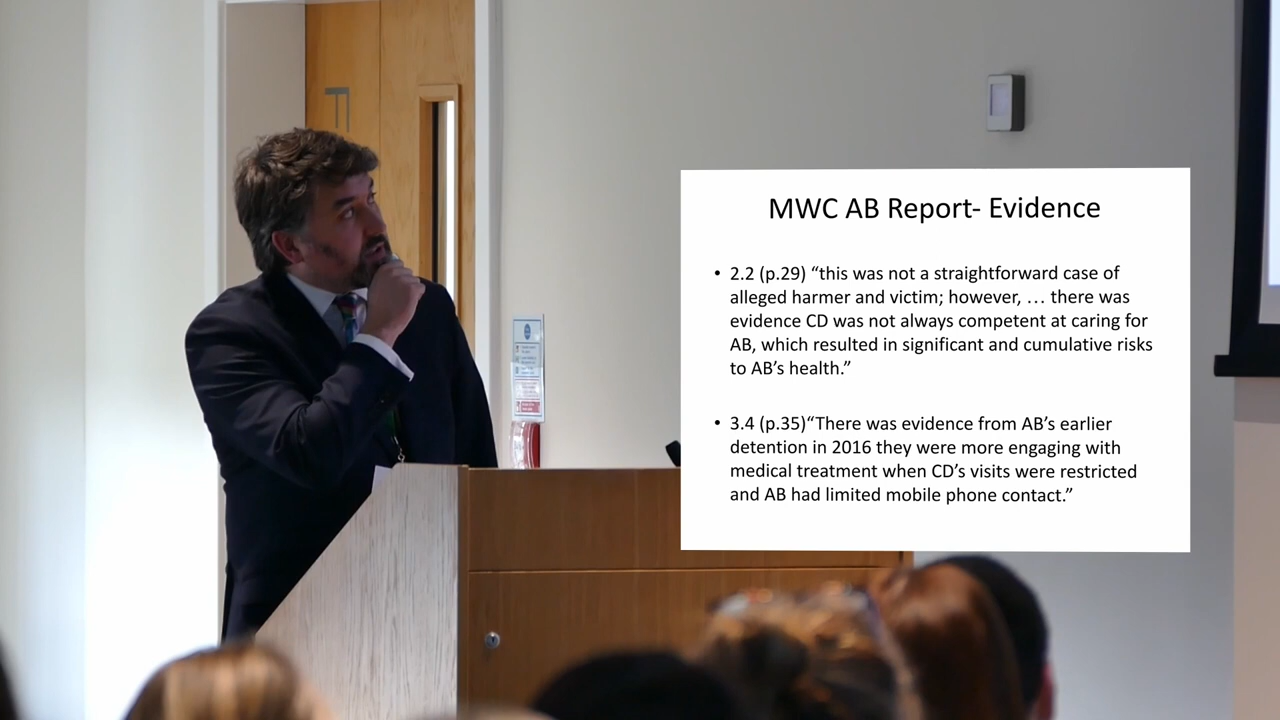 MWC AB Report- Evidence
• 2.2 (p.29) “this was not a straightforward case of
alleged harmer and victim; however, … there was
evidence CD was not always competent at caring for
AB, which resulted in significant and cumulative risks
to AB’s health.”
• 3.4 (p.35)“There was evidence from AB’s earlier
detention in 2016 they were more engaging with
medical treatment when CD’s visits were restricted
and AB had limited mobile phone contact.”